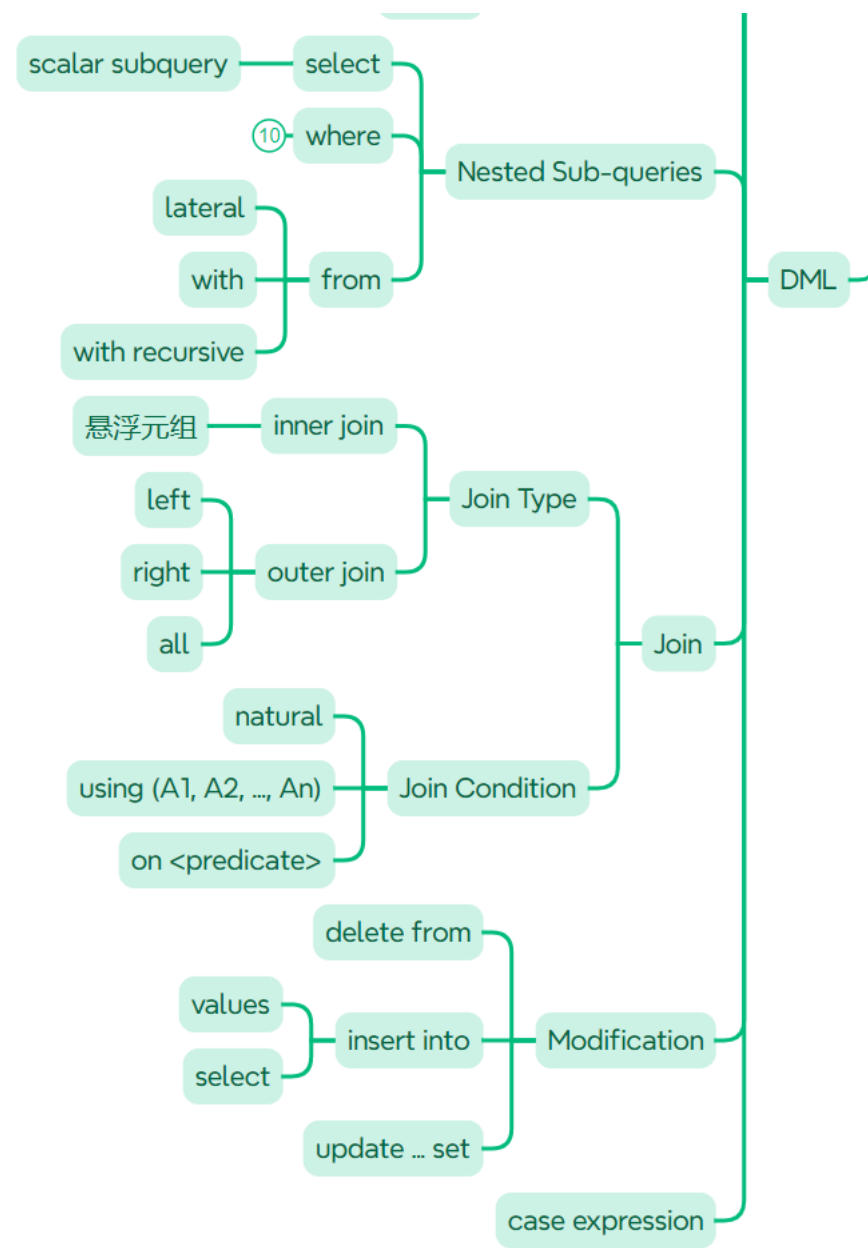 scalar subquery
select
10
where
Nested Sub-queries
lateral
with
from
DML
with recursive
悬浮元组
inner join
left
Join Type
right
outer join
all
Join
natural
using (A1, A2, ..., An)
Join Condition
on <predicate>
delete from
values
insert into
Modification
select
update ... set
case expression